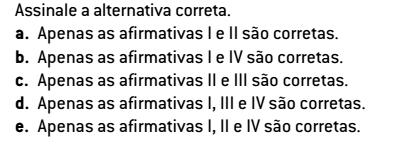 Assinale a alternativa correta.
a. Apenas as afirmativas I e II são corretas.
b. Apenas as afirmativas I e IV são corretas.
c. Apenas as afirmativas II e III são corretas.
d. Apenas as afirmativas I, III e IV são corretas.
e. Apenas as afirmativas I, II e IV são corretas.